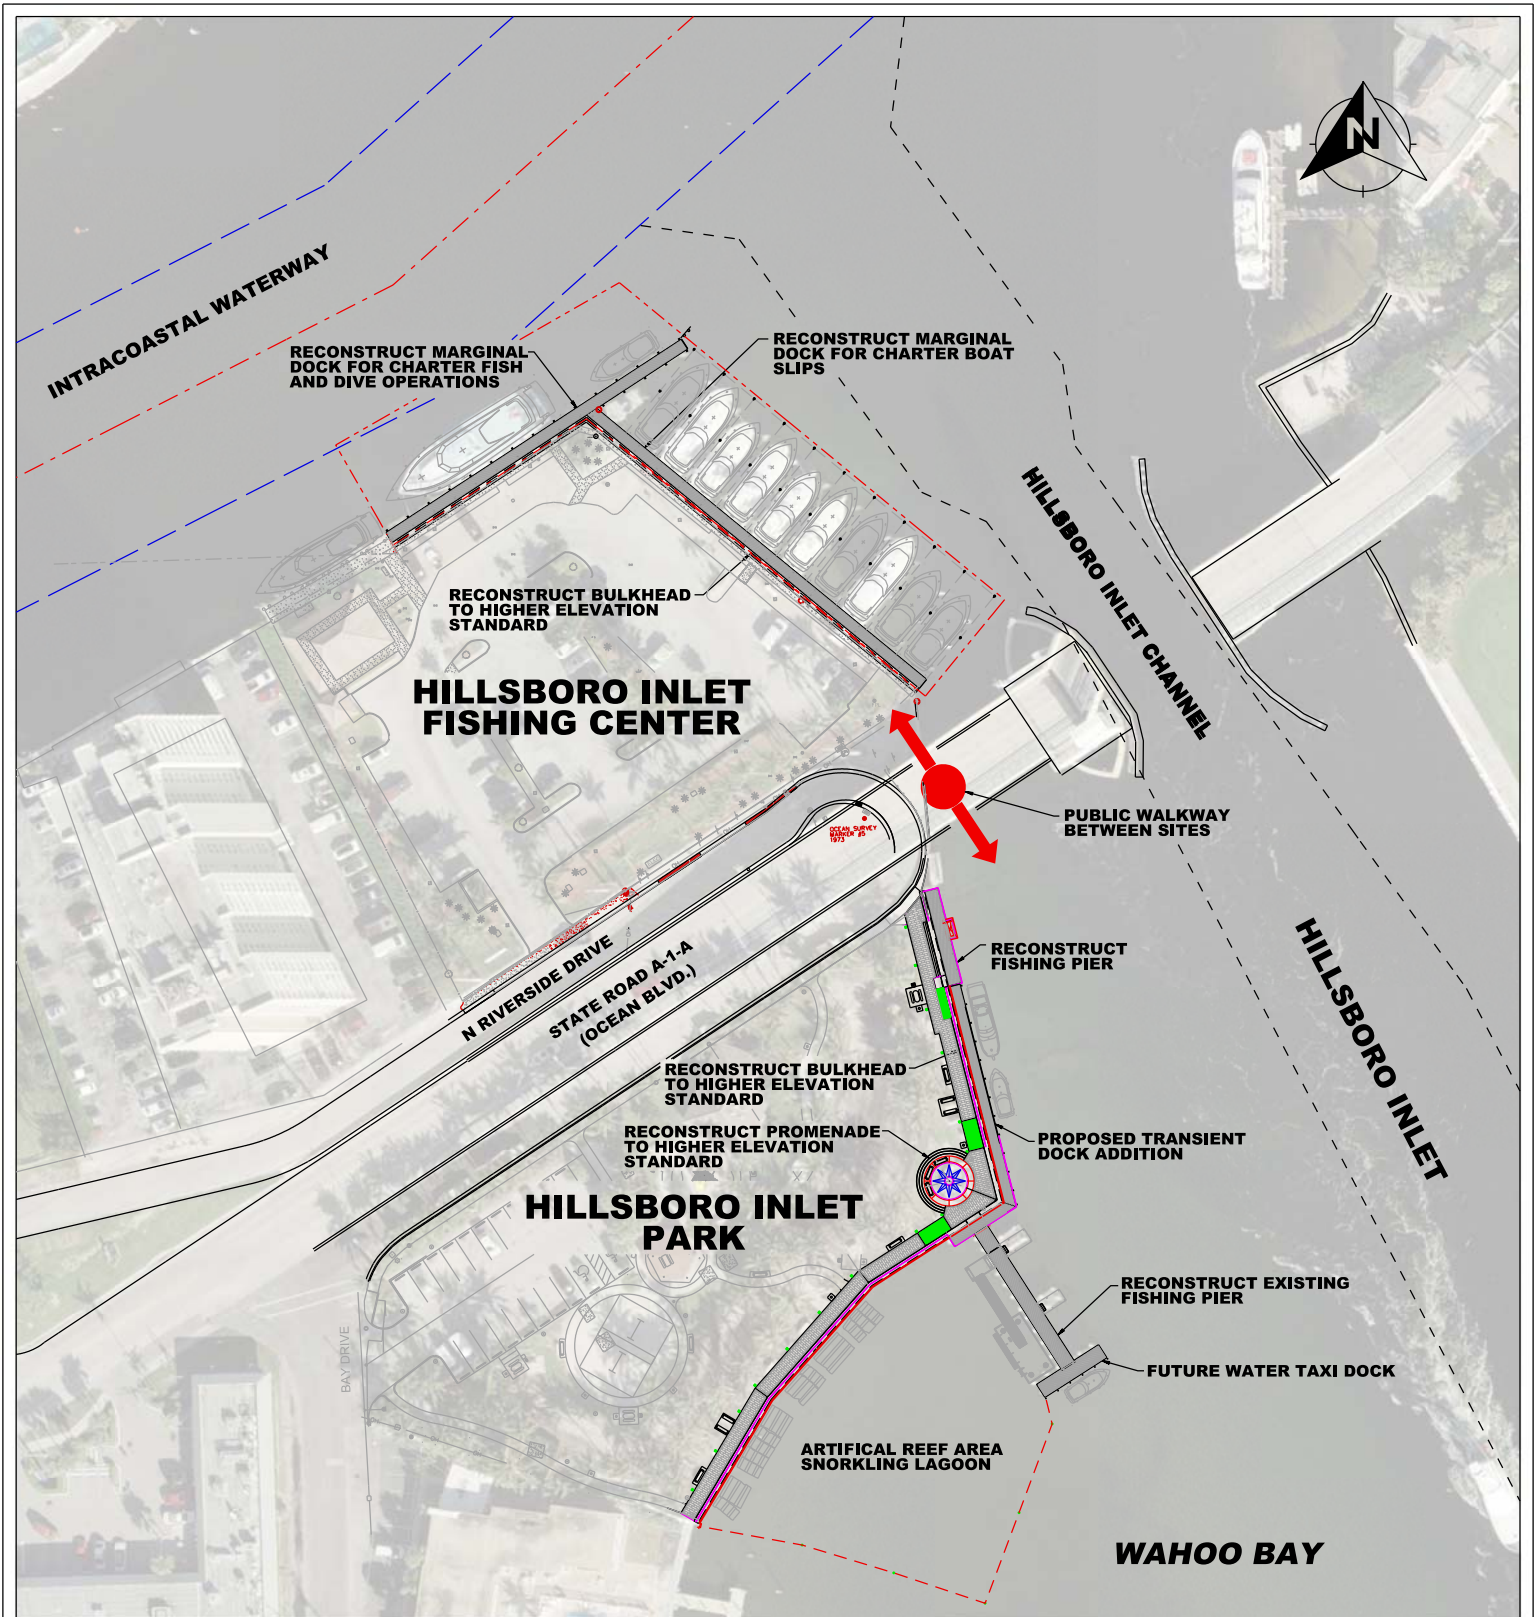 N
INTRACOASTAL WATERWAY
RECONSTRUCT MARGINAL
DOCK FOR CHARTER FISH
AND DIVE OPERATIONS
RECONSTRUCT MARGINAL
DOCK FOR CHARTER BOAT
SLIPS
HILLSBORO INLET CHANNEL
RECONSTRUCT BULKHEAD
TO HIGHER ELEVATION
STANDARD
HILLSBORO INLET
FISHING CENTER
PUBLIC WALKWAY
BETWEEN SITES
OCEAN SURVEY
MARKER #5
1973
N RIVERSIDE DRIVE
STATE ROAD A-1-A
(OCEAN BLVD.)
RECONSTRUCT
FISHING PIER
HILLSBORO INLET
RECONSTRUCT BULKHEAD
TO HIGHER ELEVATION
STANDARD
RECONSTRUCT PROMENADE
TO HIGHER ELEVATION
STANDARD
PROPOSED TRANSIENT
DOCK ADDITION
HILLSBORO INLET
PARK
RECONSTRUCT EXISTING
FISHING PIER
BAY DRIVE
FUTURE WATER TAXI DOCK
ARTIFICAL REEF AREA
SNORKLING LAGOON
WAHOO BAY